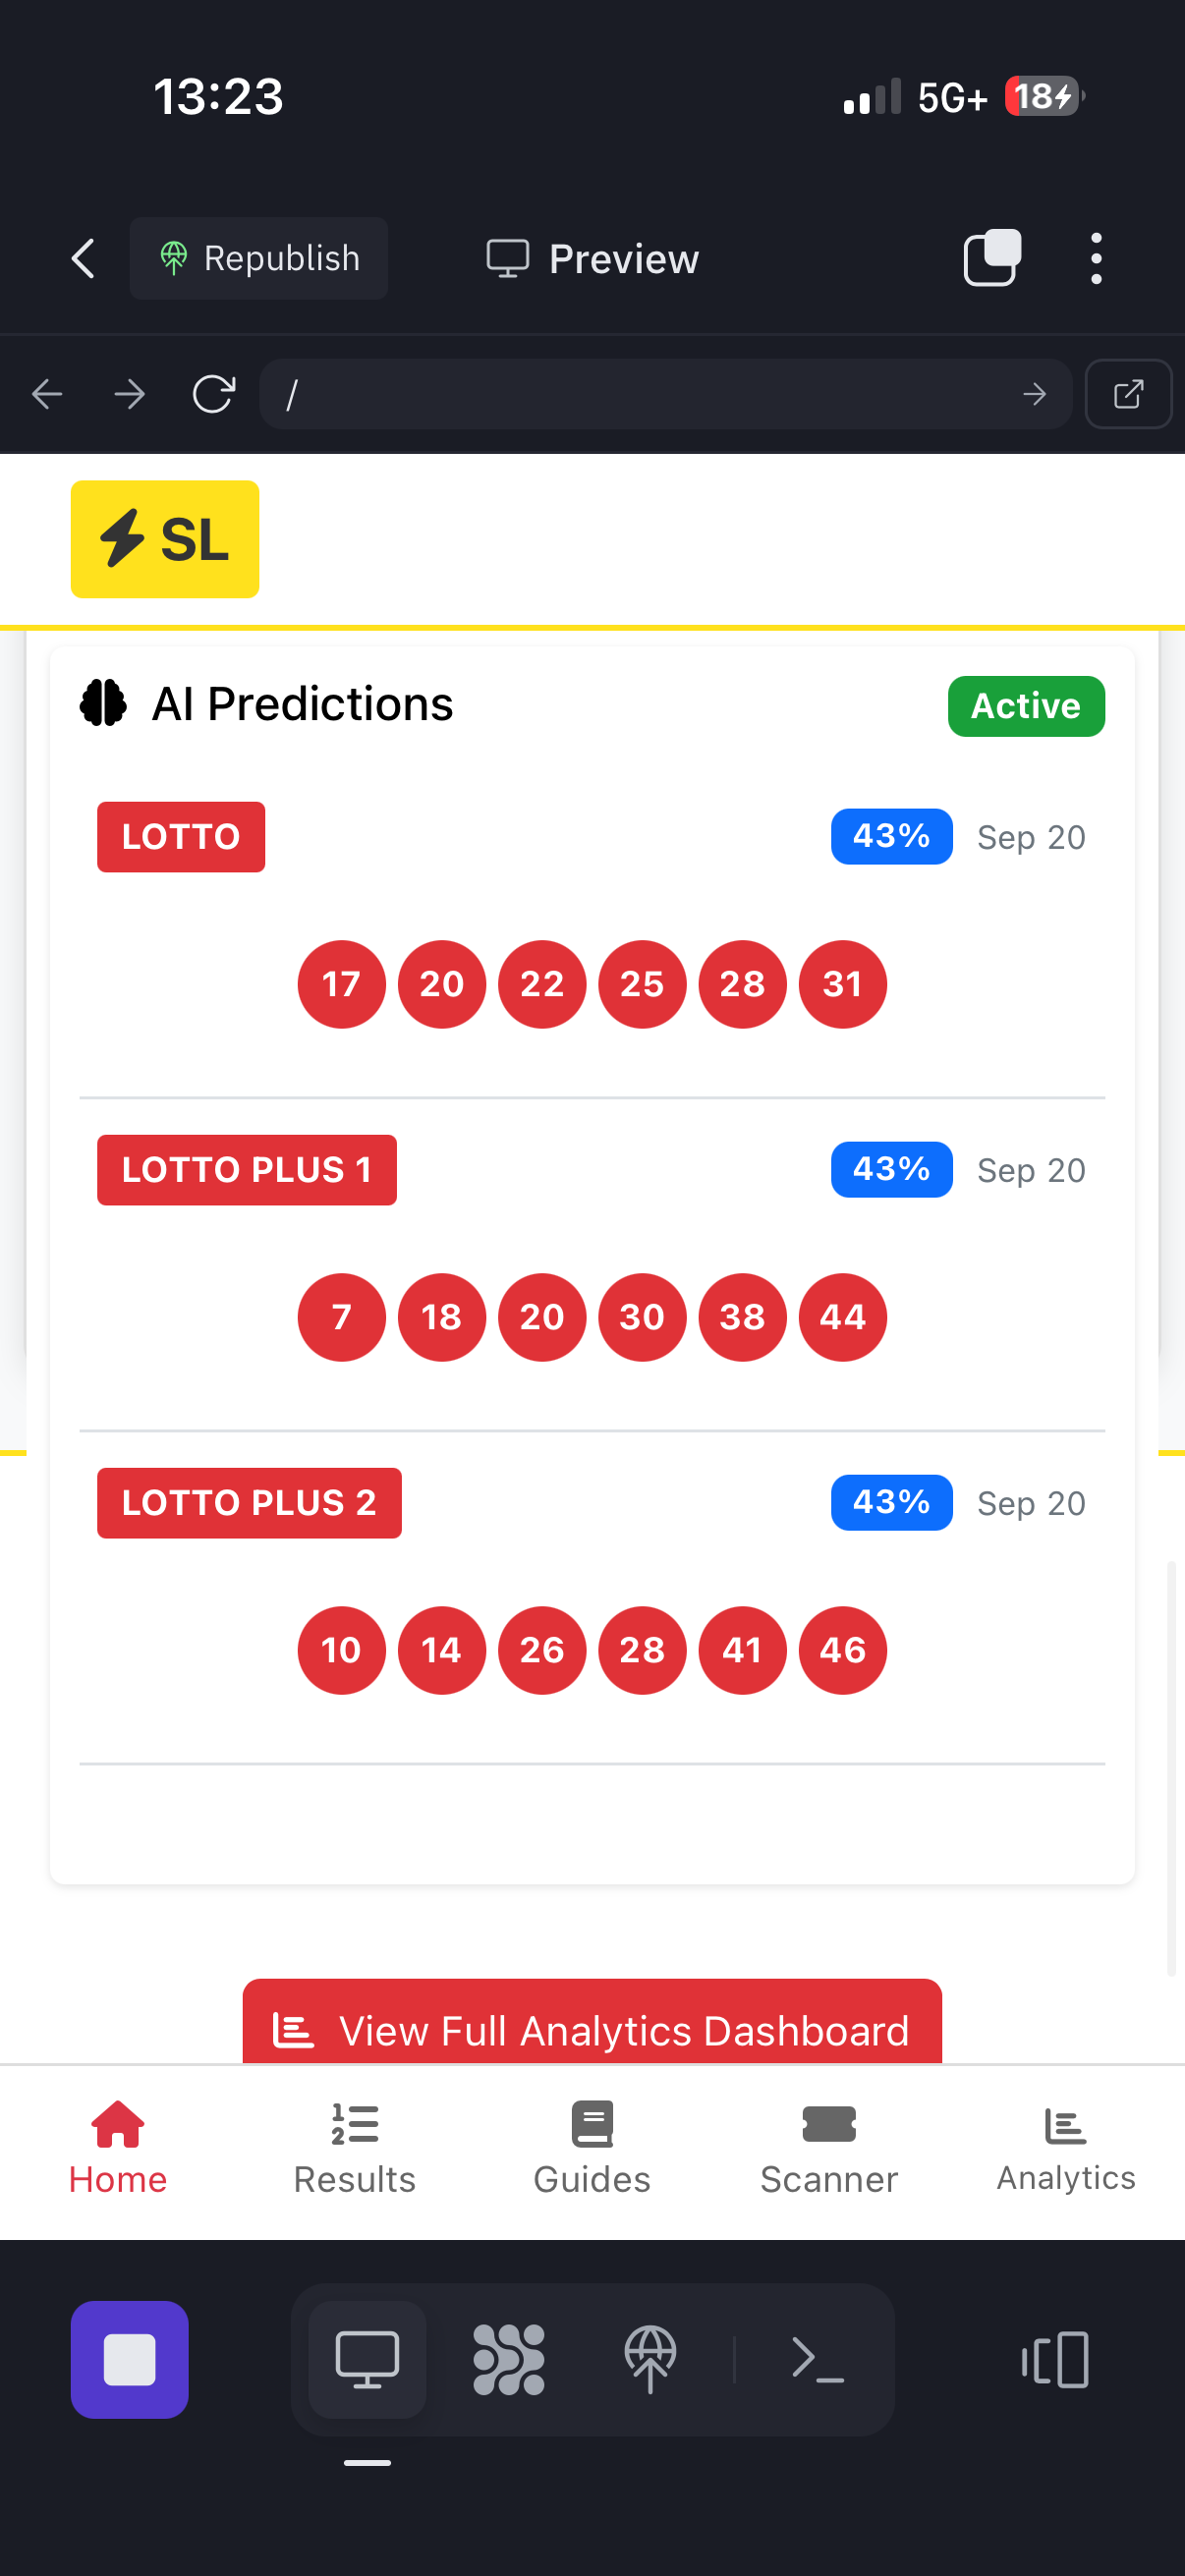 13:23
5G+ 18
Republish
Preview
/
SL
AI Predictions
Active
LOTTO
43% Sep 20
17 20 22 25 28 31
LOTTO PLUS 1
43% Sep 20
7 18 20 30 38 44
LOTTO PLUS 2
43% Sep 20
10 14 26 28 41 46
View Full Analytics Dashboard
Home
Results
Guides
Scanner
Analytics